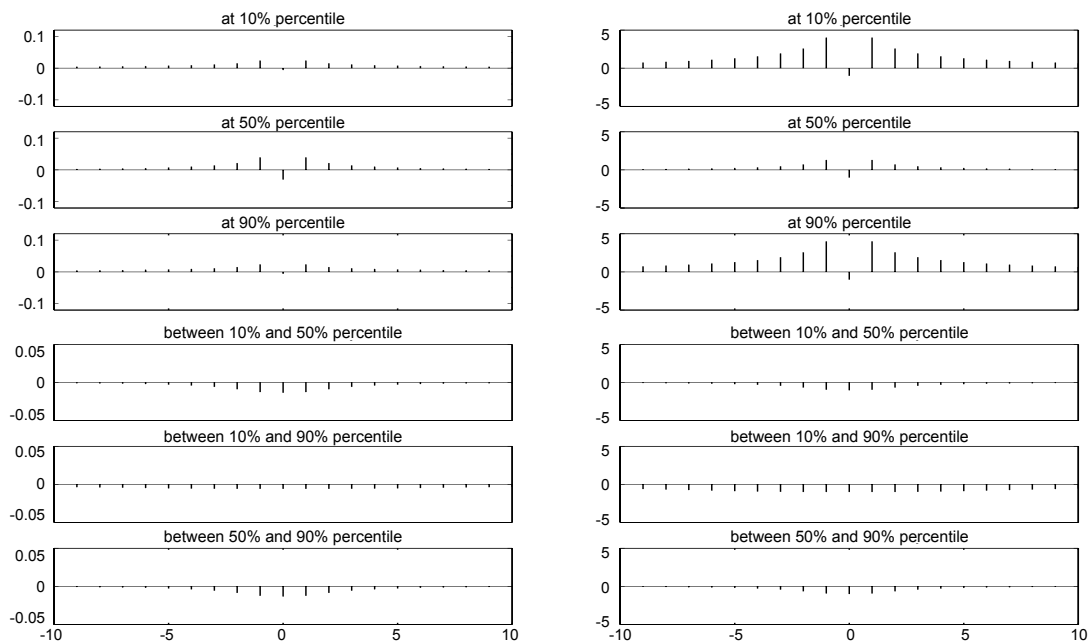 at 10% percentile
0.1
0
-0.1
at 50% percentile
0.1
0
-0.1
at 90% percentile
0.1
0
-0.1
between 10% and 50% percentile
0.05
0
-0.05
between 10% and 90% percentile
0.05
0
-0.05
between 50% and 90% percentile
0.05
0
-0.05
-10 -5 0 5 10
at 10% percentile
5
0
-5
at 50% percentile
5
0
-5
at 90% percentile
5
0
-5
between 10% and 50% percentile
5
0
-5
between 10% and 90% percentile
5
0
-5
between 50% and 90% percentile
5
0
-5
-10 -5 0 5 10